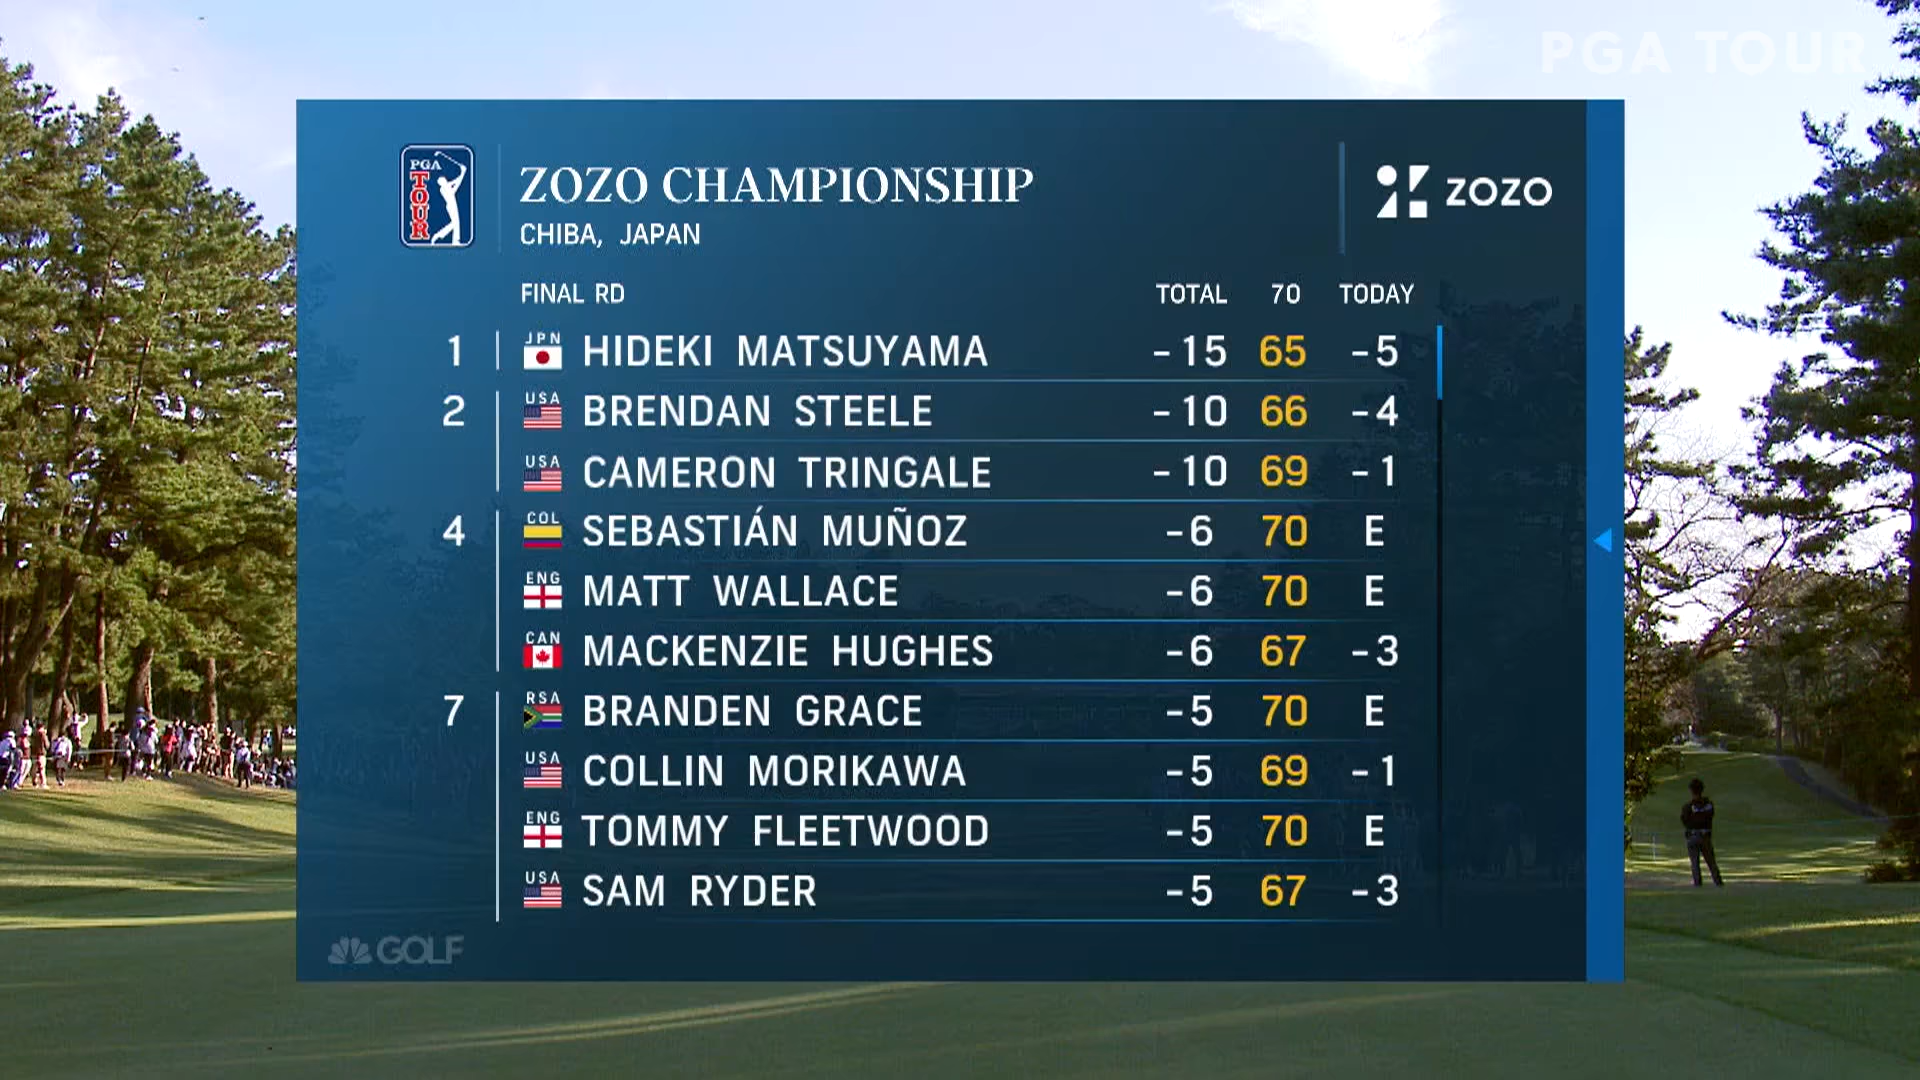 PGA TOUR
PGA TOUR
ZOZO CHAMPIONSHIP
CHIBA, JAPAN
ZOZO
FINAL RD TOTAL 70 TODAY
1 JPN HIDEKI MATSUYAMA -15 65 -5
2 USA BRENDAN STEELE -10 66 -4
USA CAMERON TRINGALE -10 69 -1
4 COL SEBASTIÁN MUÑOZ -6 70 E
ENG MATT WALLACE -6 70 E
CAN MACKENZIE HUGHES -6 67 -3
7 RSA BRANDEN GRACE -5 70 E
USA COLLIN MORIKAWA -5 69 -1
ENG TOMMY FLEETWOOD -5 70 E
USA SAM RYDER -5 67 -3
GOLF